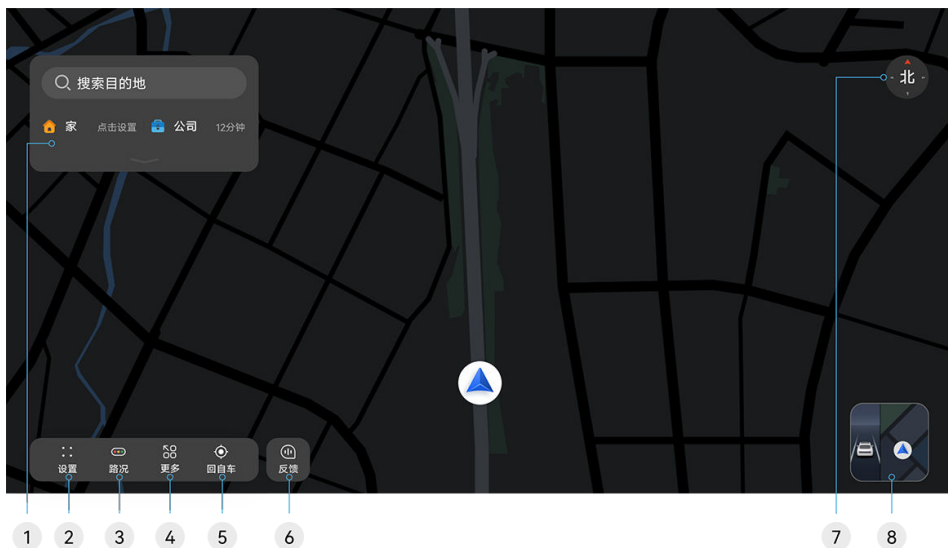 搜索目的地
家 点击设置 公司 12分钟
北
设置 路况 更多 回自车 反馈
1 2 3 4 5 6 7 8